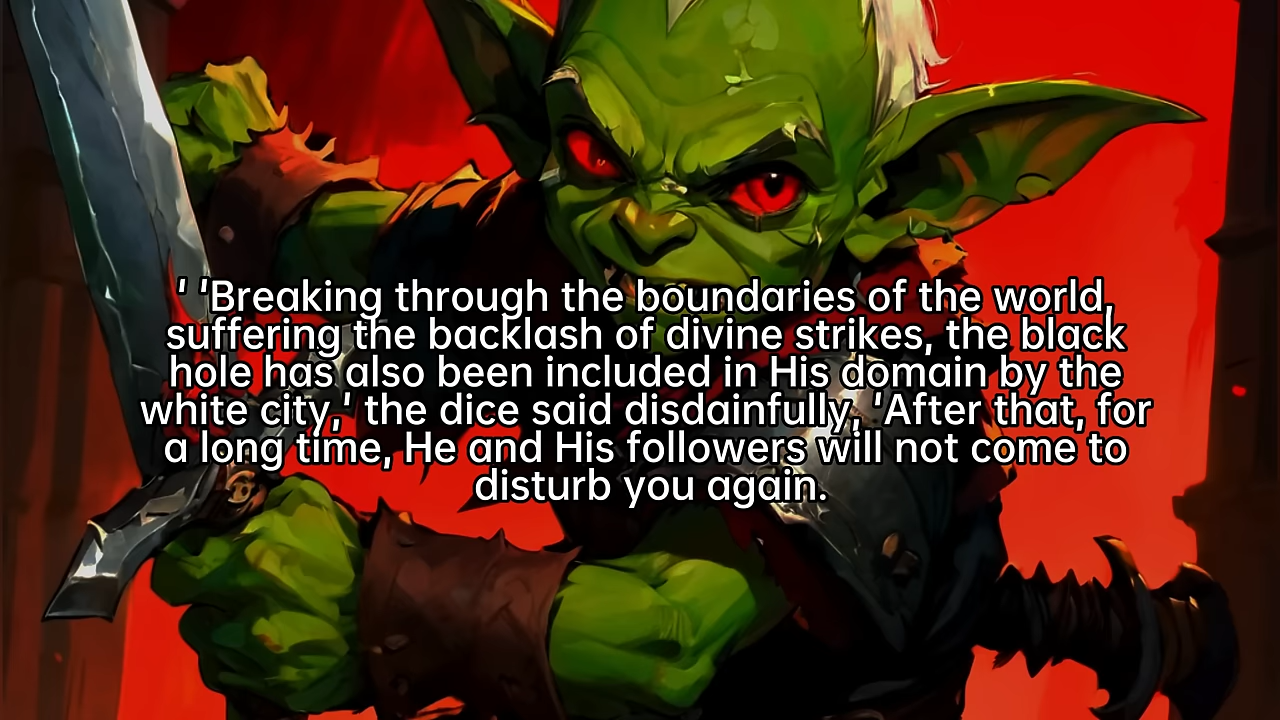 ' 'Breaking through the boundaries of the world,
suffering the backlash of divine strikes, the black
hole has also been included in His domain by the
white city,' the dice said disdainfully, 'After that, for
a long time, He and His followers will not come to
disturb you again.